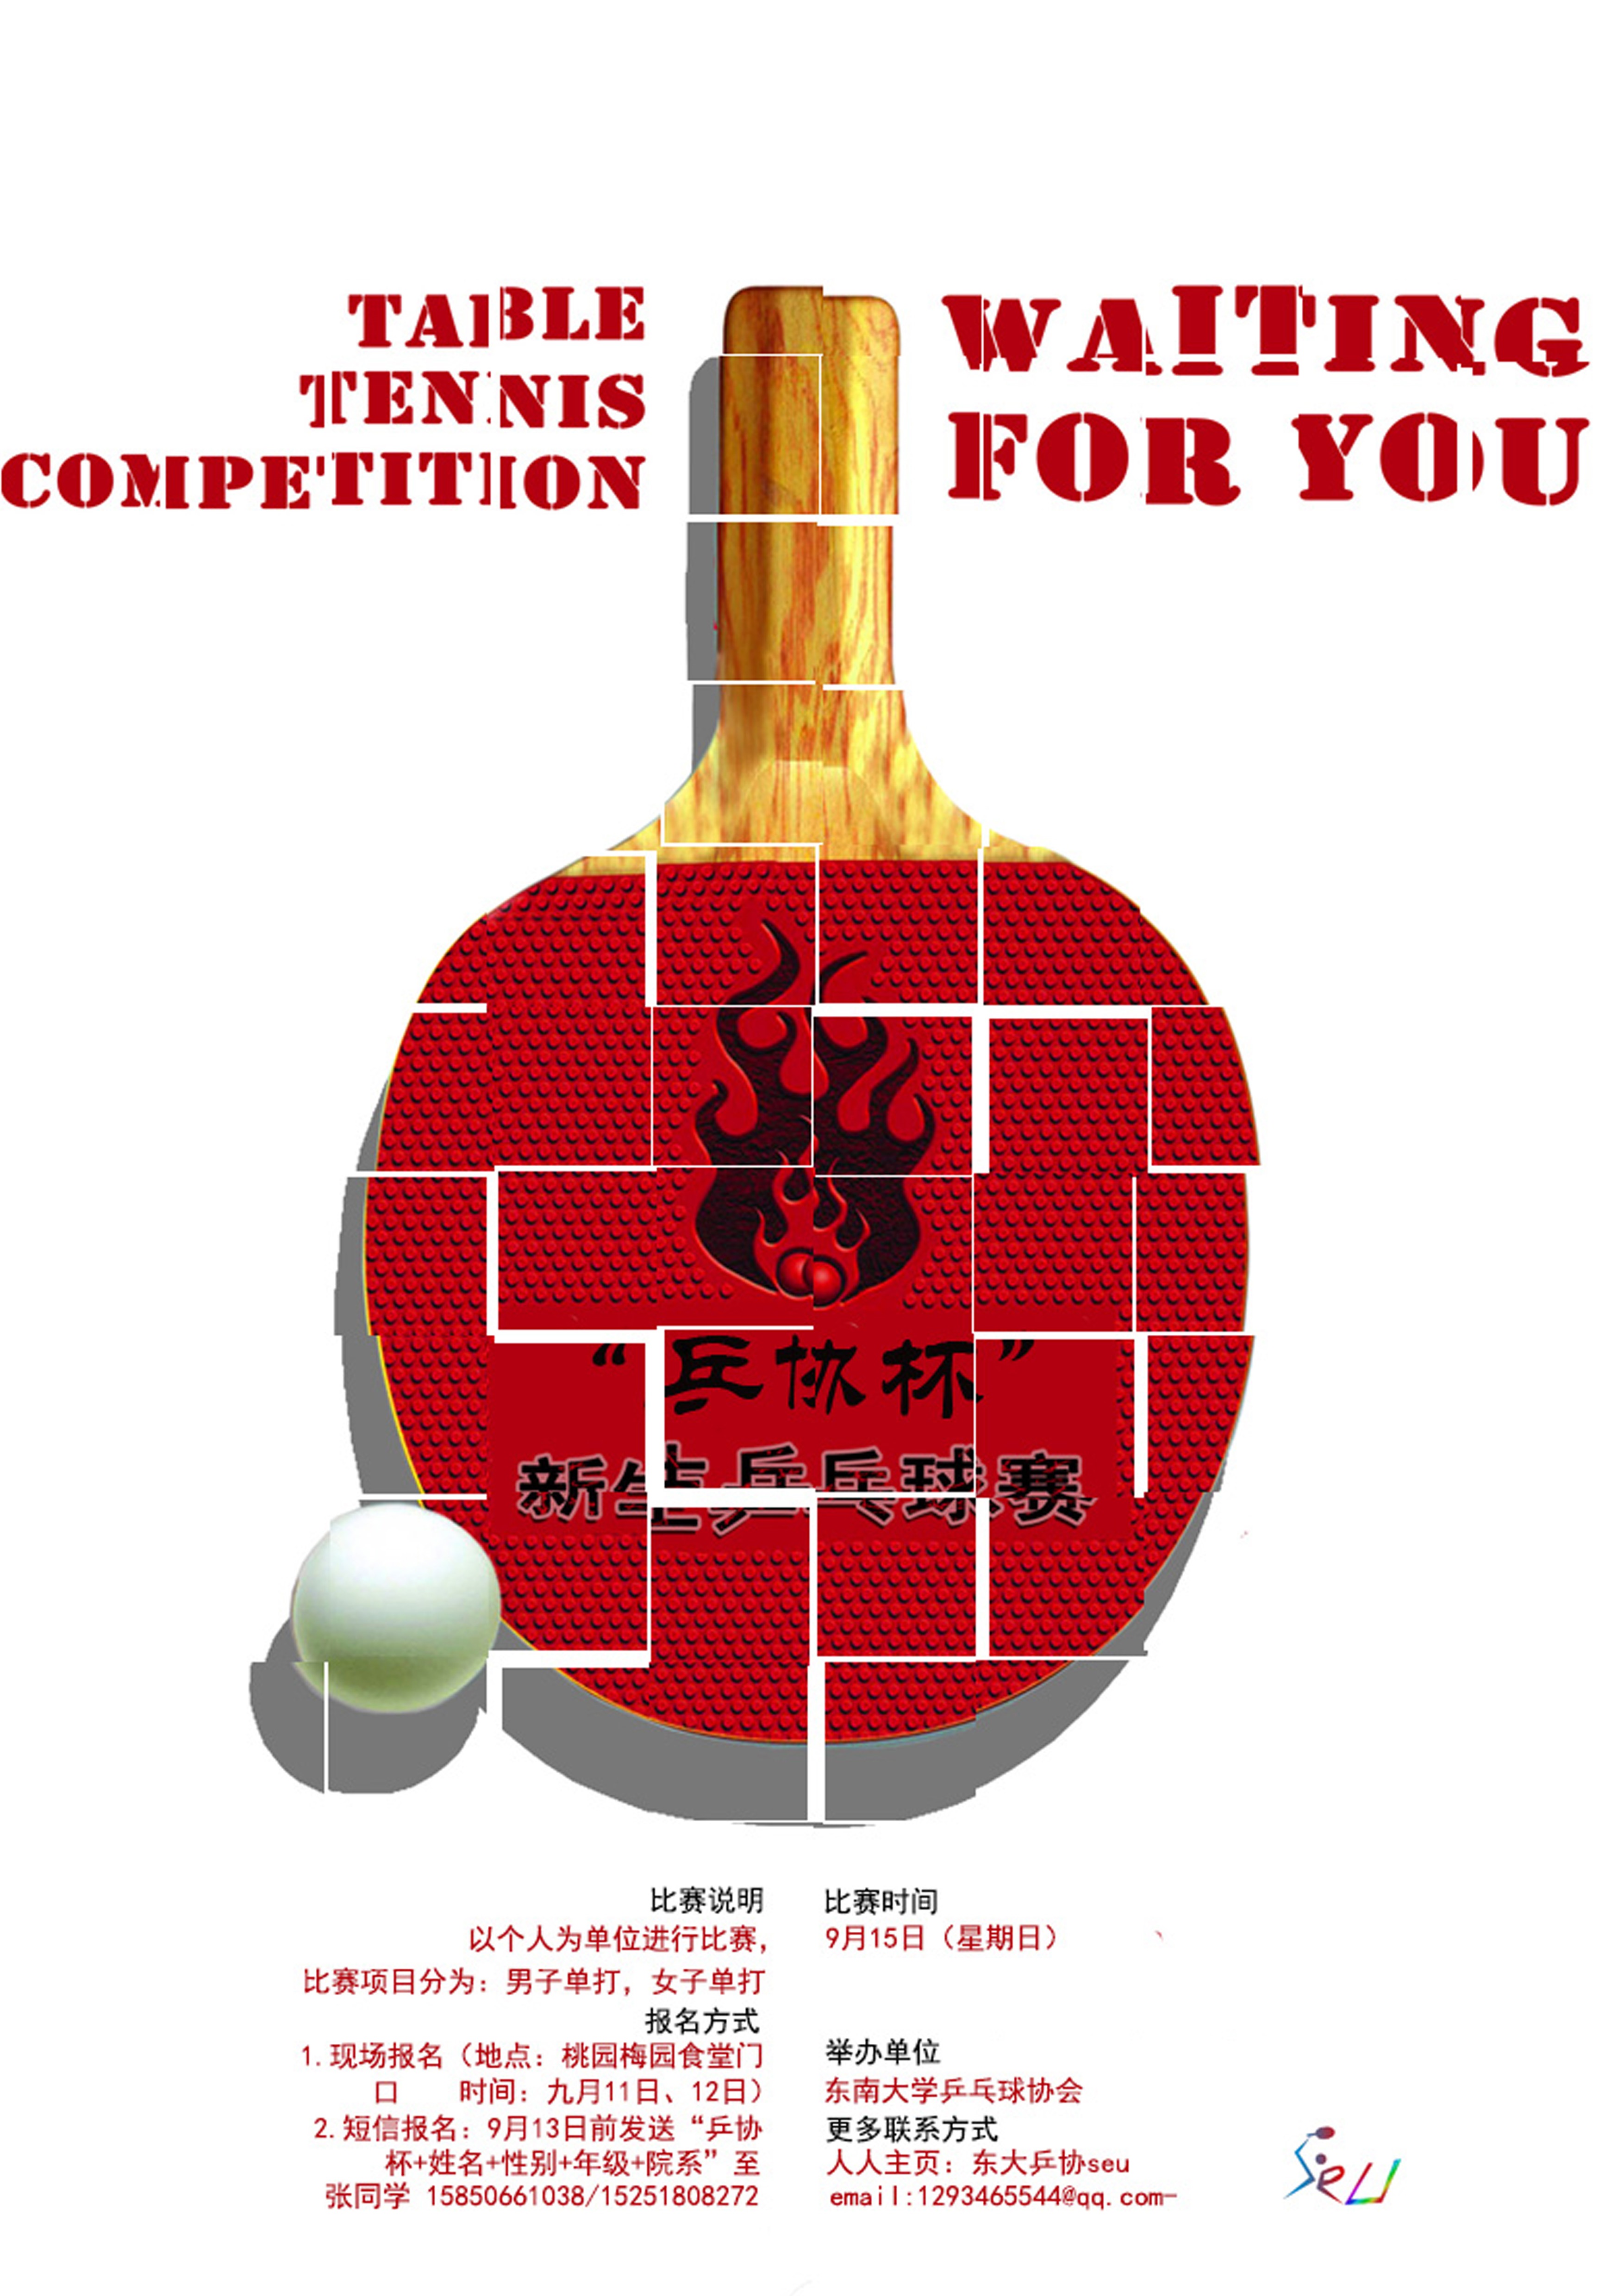 TABLE
TENNIS
COMPETITION
WAITING
FOR YOU
“乒协杯”
新生乒乓球赛
比赛说明
以个人为单位进行比赛，
比赛项目分为：男子单打，女子单打
报名方式
1.现场报名（地点：桃园梅园食堂门
口 时间：九月11日、12日）
2.短信报名：9月13日前发送“乒协
杯+姓名+性别+年级+院系”至
张同学 15850661038/15251808272
比赛时间
9月15日（星期日）
举办单位
东南大学乒乓球协会
更多联系方式
人人主页：东大乒协seu
email:1293465544@qq.com-
SeU